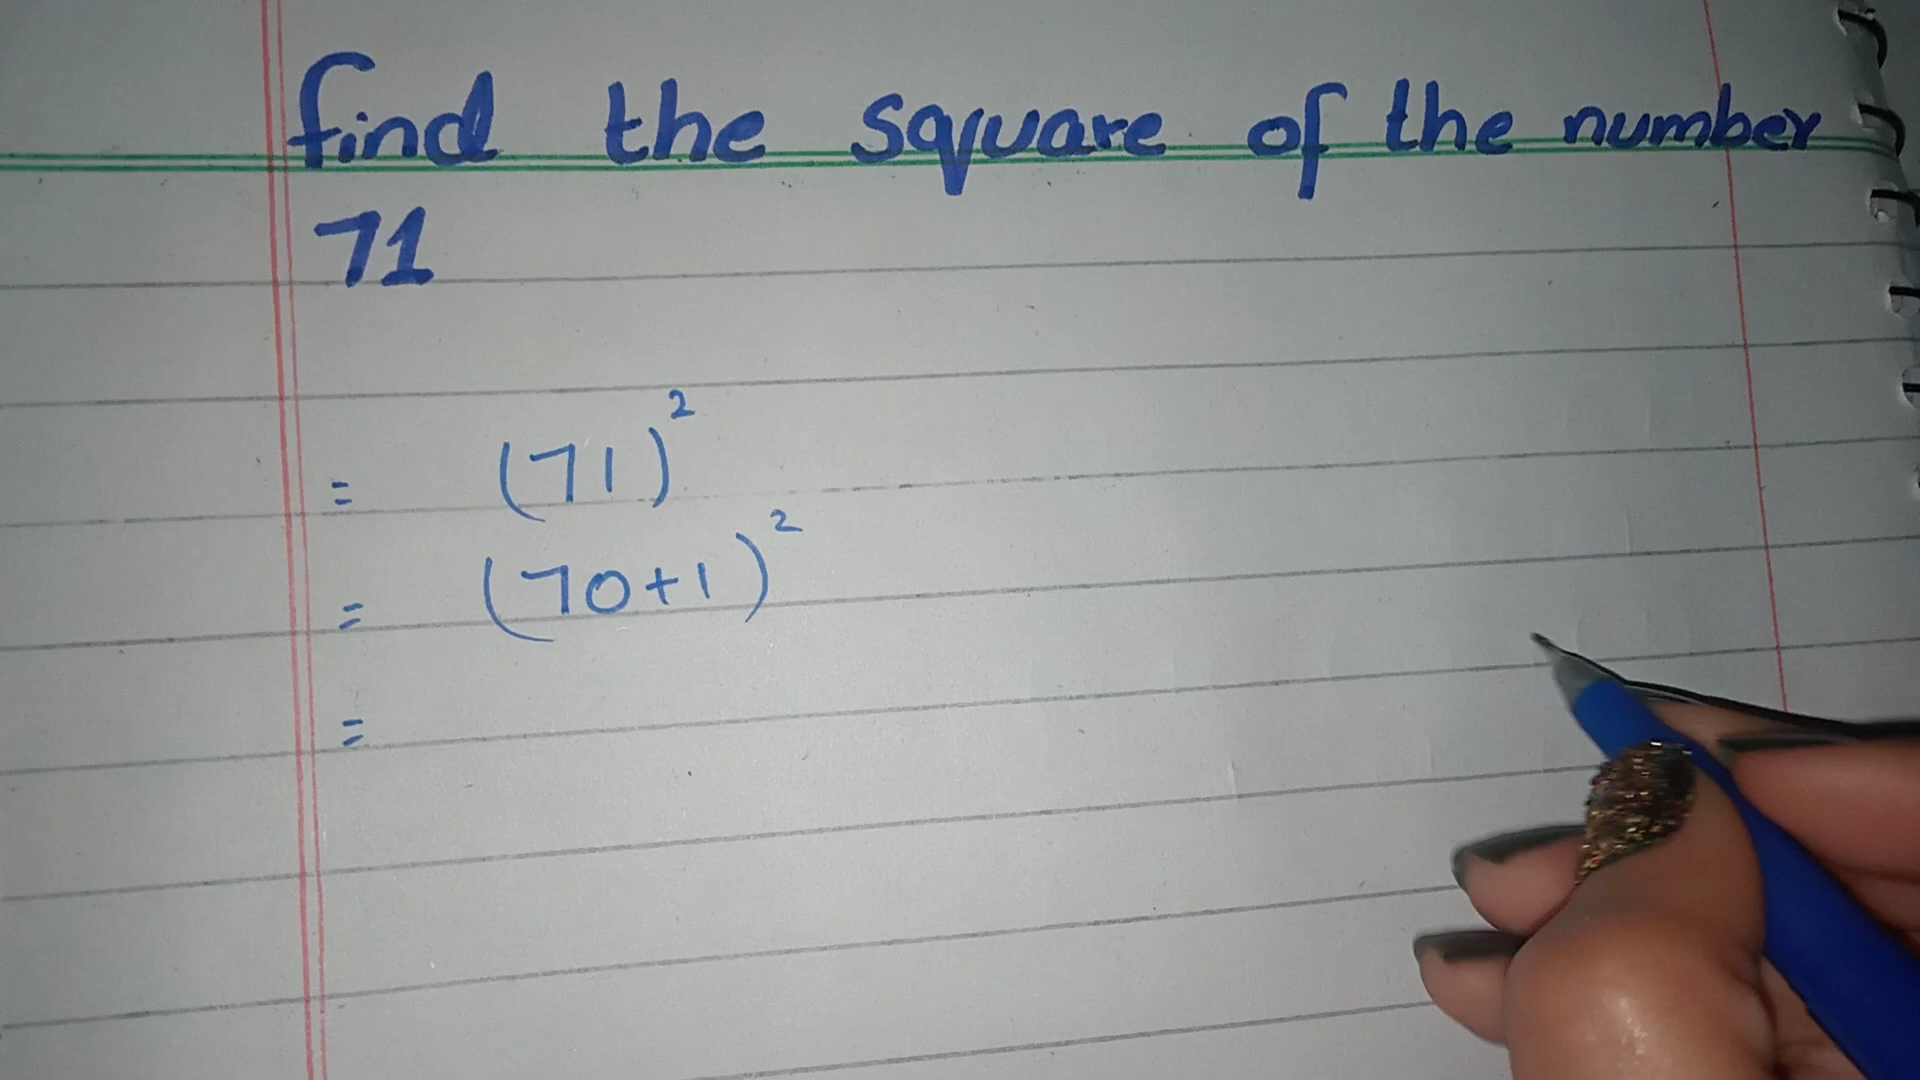 find the square of the number
71
= (71)²
= (70+1)²
=